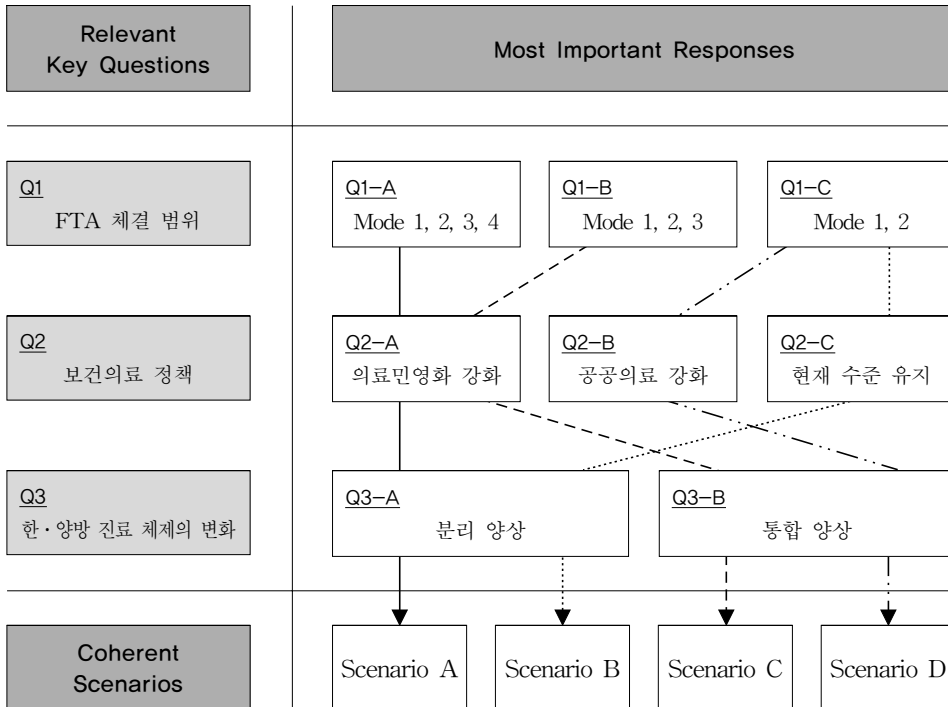 Relevant
Key Questions
Most Important Responses
Q1
FTA 체결 범위
Q1-A
Mode 1, 2, 3, 4
Q1-B
Mode 1, 2, 3
Q1-C
Mode 1, 2
Q2
보건의료 정책
Q2-A
의료민영화 강화
Q2-B
공공의료 강화
Q2-C
현재 수준 유지
Q3
한·양방 진료 체제의 변화
Q3-A
분리 양상
Q3-B
통합 양상
Coherent
Scenarios
Scenario A
Scenario B
Scenario C
Scenario D